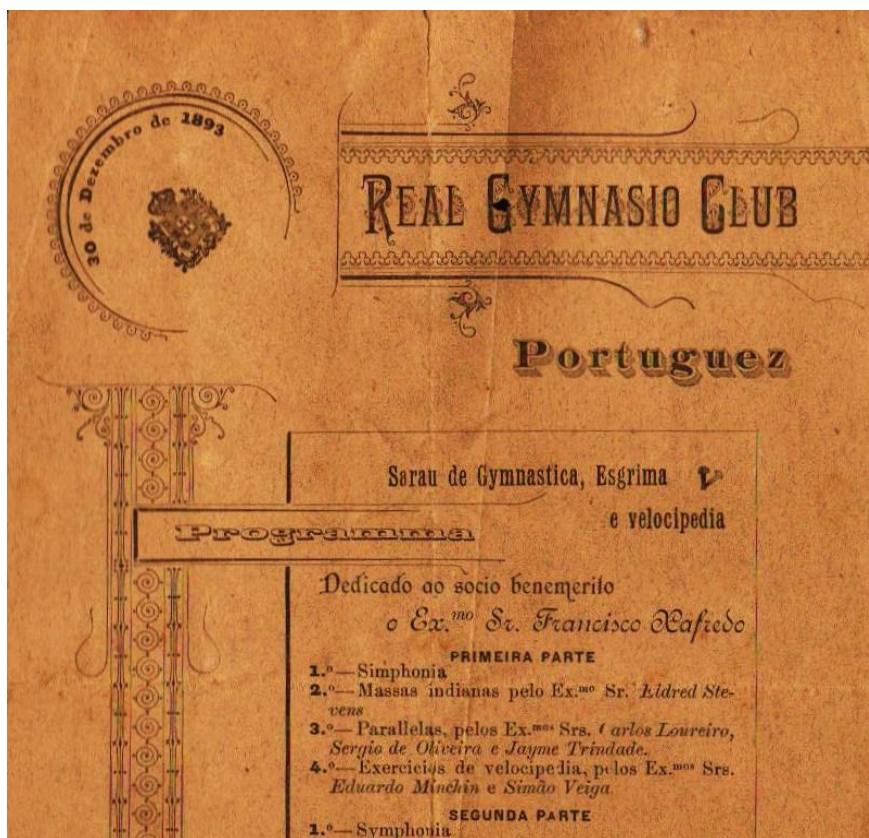 30 de Dezembro de 1893
REAL GYMNASIO CLUB
Portuguez
Sarau de Gymnastica, Esgrima
e velocipedia
Programma
Dedicado ao socio benemerito
o Ex.mo Sr. Francisco Xafredo
PRIMEIRA PARTE
1.º—Simphonia
2.º—Massas indianas pelo Ex.mo Sr. Eldred Ste-
vens
3.º—Parallelas, pelos Ex.mos Srs. Carlos Loureiro,
Sergio de Oliveira e Jayme Trindade.
4.º—Exercicios de velocipedia, pelos Ex.mos Srs.
Eduardo Minchin e Simão Veiga
SEGUNDA PARTE
1.º—Symphonia